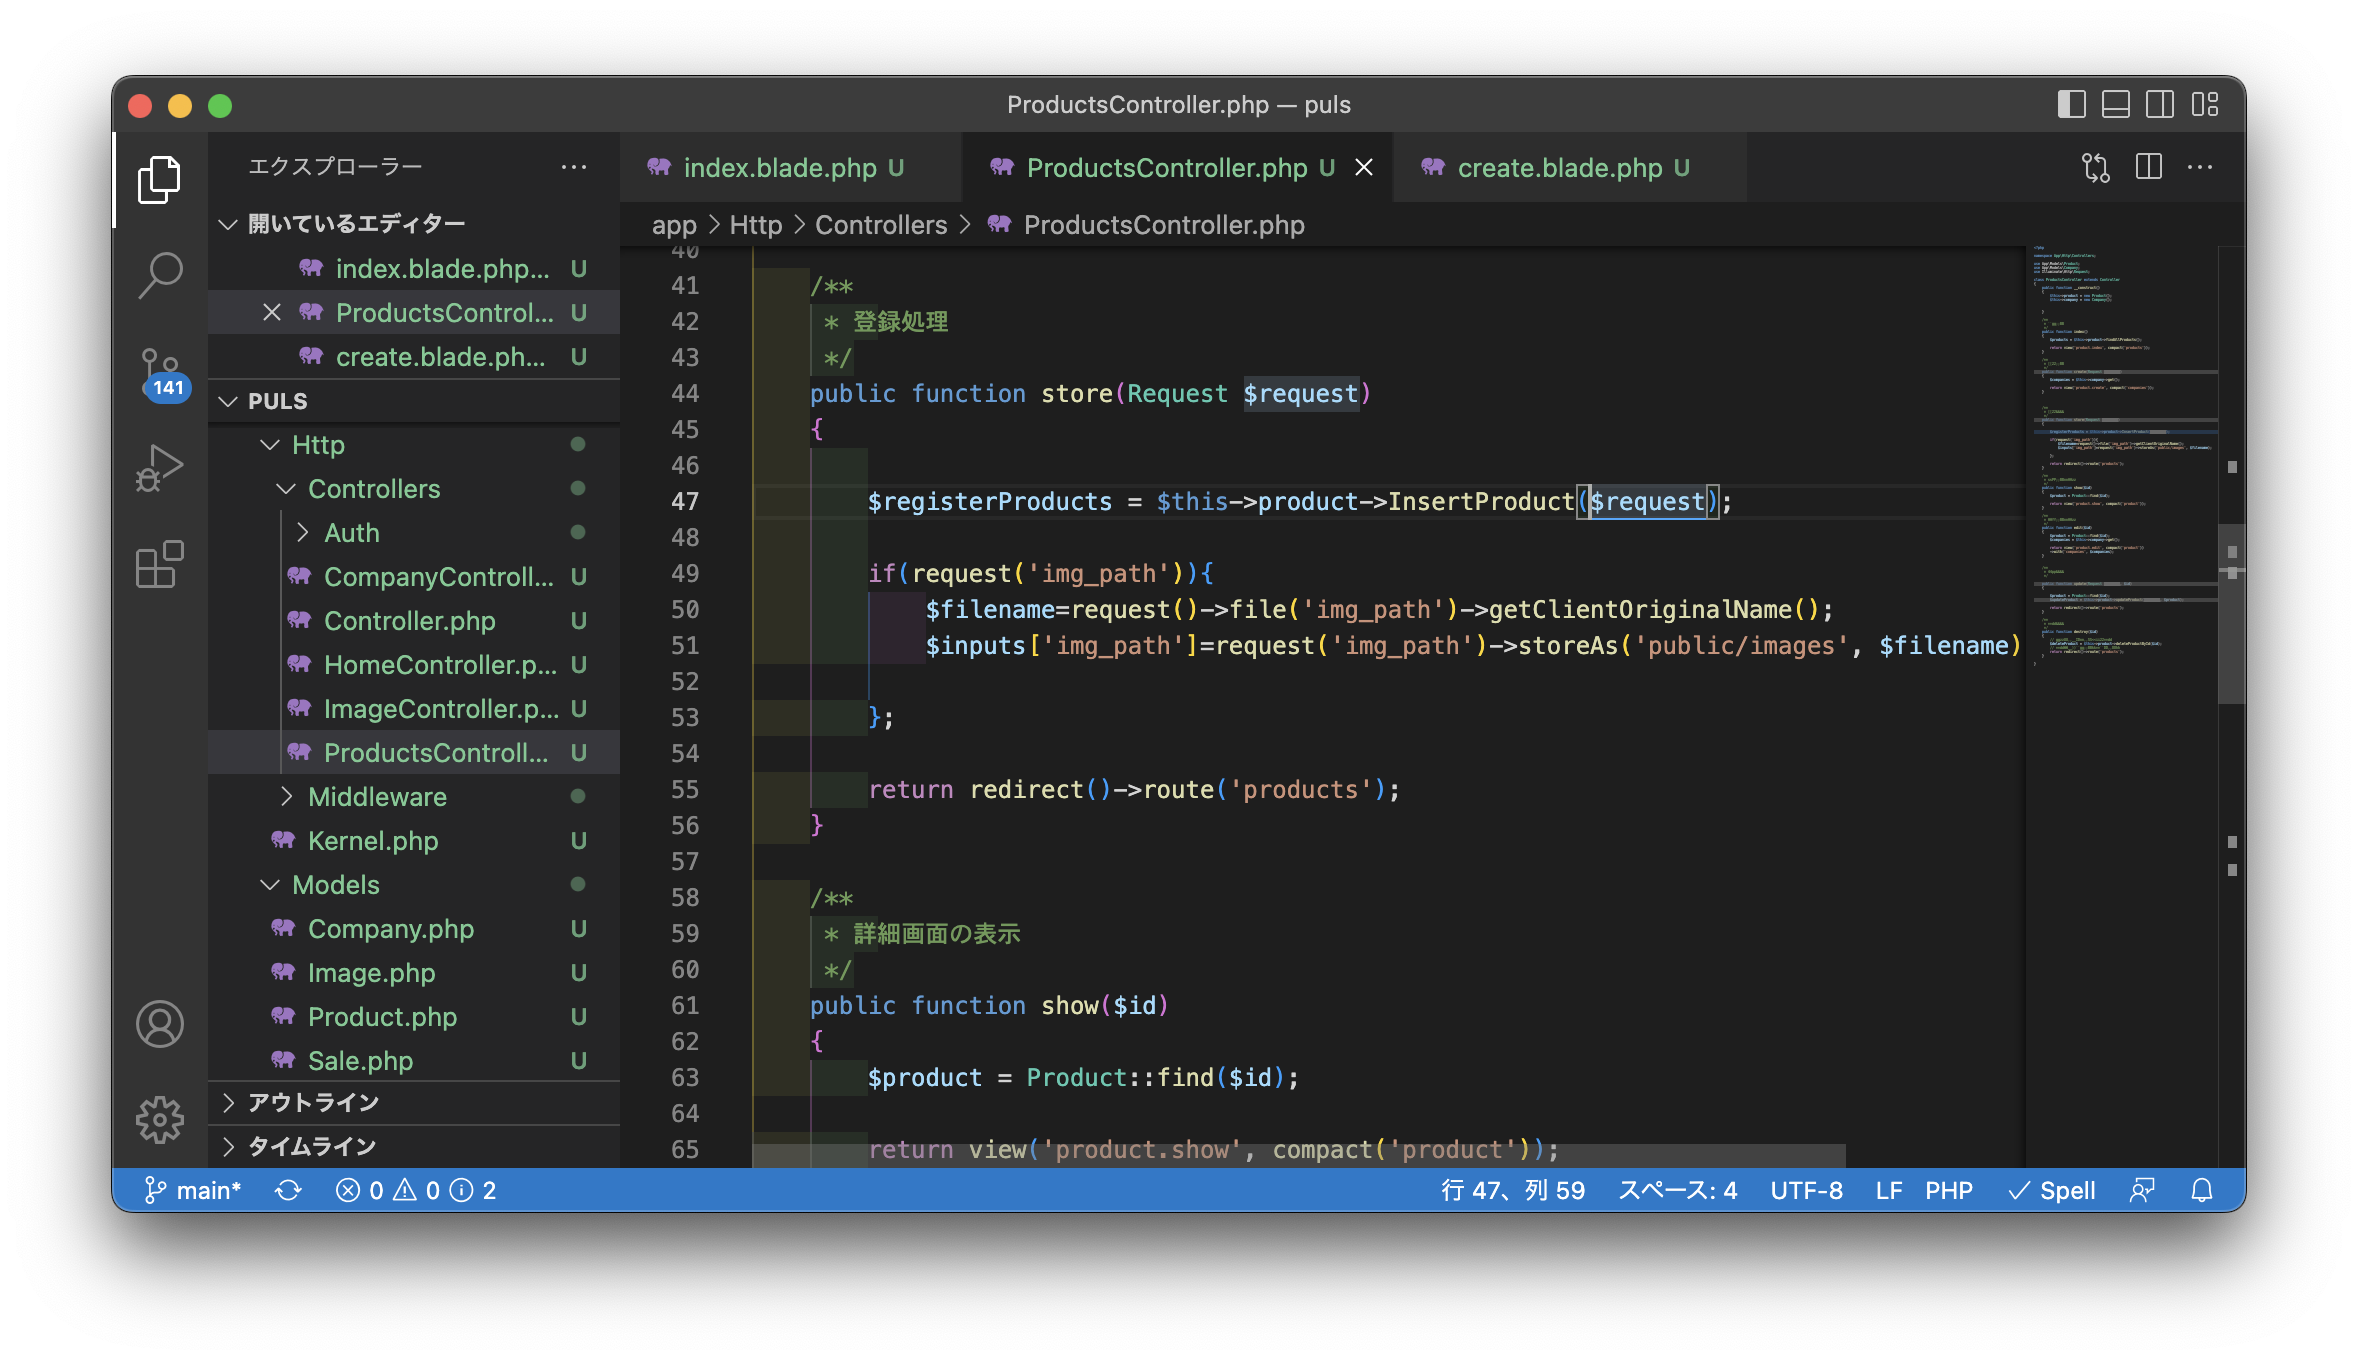 ProductsController.php — puls
エクスプローラー
開いているエディター
index.blade.php... U
ProductsControl... U
create.blade.ph... U
141
PULS
Http
Controllers
Auth
CompanyControll... U
Controller.php U
HomeController.p... U
ImageController.p... U
ProductsControll... U
Middleware
Kernel.php U
Models
Company.php U
Image.php U
Product.php U
Sale.php U
アウトライン
タイムライン
index.blade.php U
ProductsController.php U
create.blade.php U
app > Http > Controllers > ProductsController.php
40
41 /**
42 * 登録処理
43 */
44 public function store(Request $request)
45 {
46
47 $registerProducts = $this->product->InsertProduct($request);
48
49 if(request('img_path')){
50 $filename=request()->file('img_path')->getClientOriginalName();
51 $inputs['img_path']=request('img_path')->storeAs('public/images', $filename)
52
53 };
54
55 return redirect()->route('products');
56 }
57
58 /**
59 * 詳細画面の表示
60 */
61 public function show($id)
62 {
63 $product = Product::find($id);
64
65 return view('product.show', compact('product'));
main* 0 0 2
行 47、列 59 スペース: 4 UTF-8 LF PHP Spell